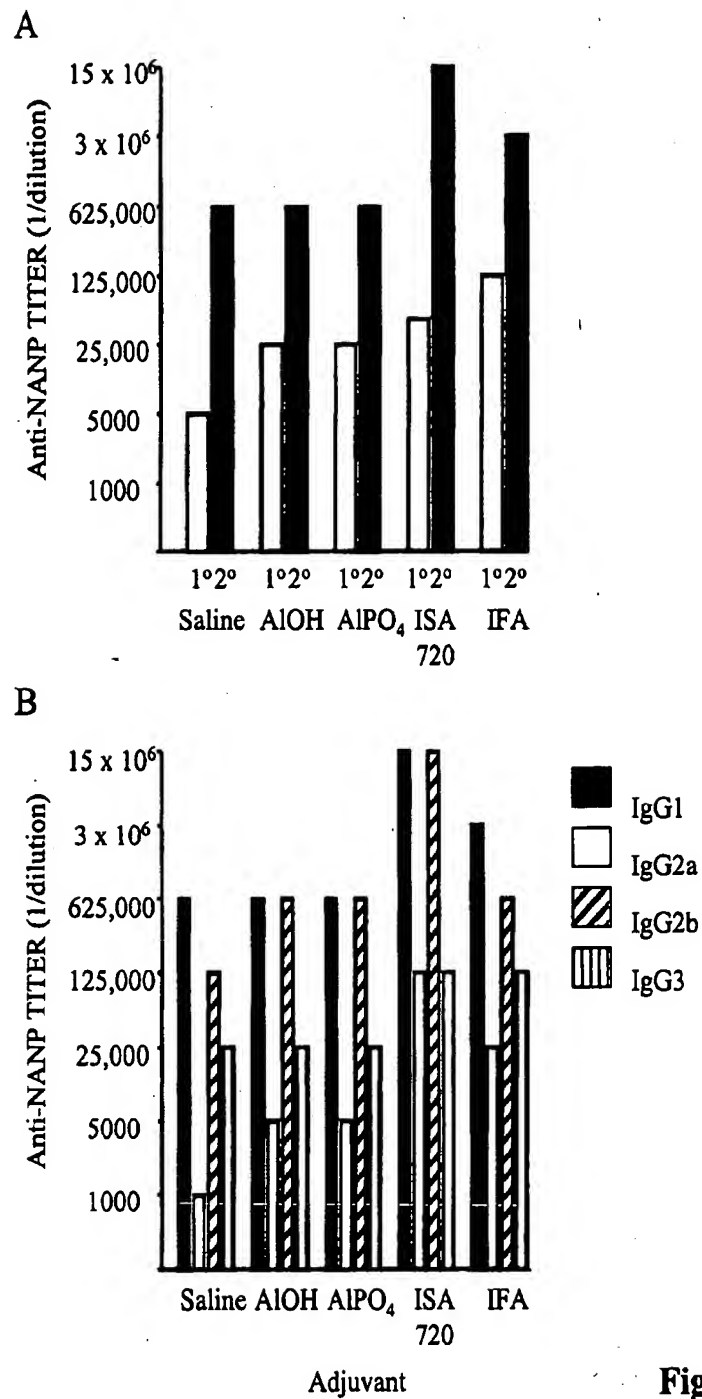 A
Anti-NANP TITER (1/dilution)
15 x 10⁶
3 x 10⁶
625,000
125,000
25,000
5000
1000
1°2° 1°2° 1°2° 1°2° 1°2°
Saline AlOH AlPO₄ ISA 720 IFA
B
Anti-NANP TITER (1/dilution)
15 x 10⁶
3 x 10⁶
625,000
125,000
25,000
5000
1000
IgG1
IgG2a
IgG2b
IgG3
Saline AlOH AlPO₄ ISA 720 IFA
Adjuvant
Fig